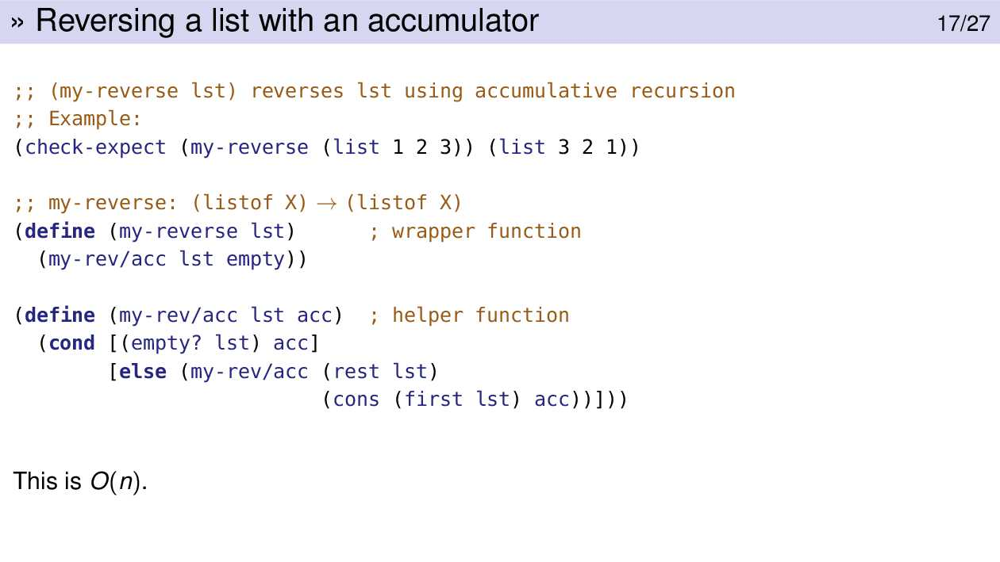 » Reversing a list with an accumulator 17/27
;; (my-reverse lst) reverses lst using accumulative recursion
;; Example:
(check-expect (my-reverse (list 1 2 3)) (list 3 2 1))
;; my-reverse: (listof X) → (listof X)
(define (my-reverse lst)      ; wrapper function
  (my-rev/acc lst empty))
(define (my-rev/acc lst acc)  ; helper function
  (cond [(empty? lst) acc]
        [else (my-rev/acc (rest lst)
                          (cons (first lst) acc))]))
This is O(n).